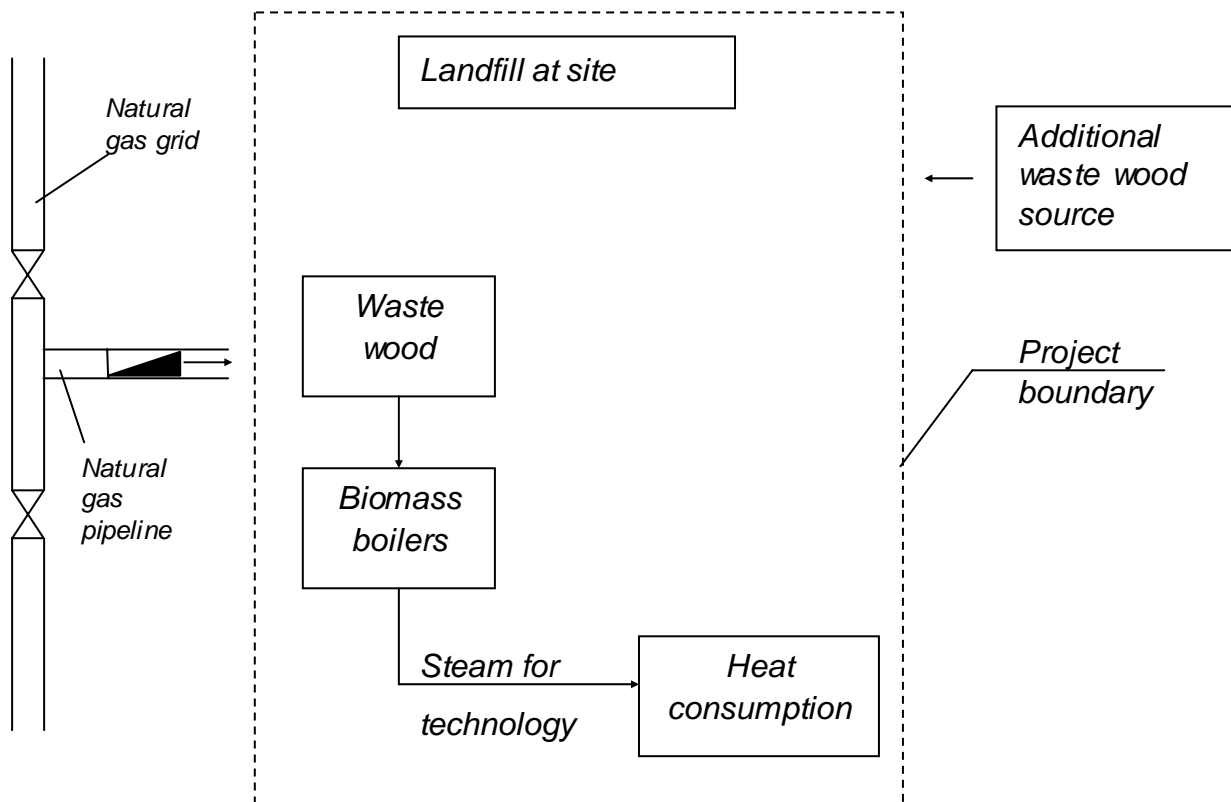 Landfill at site
Natural
gas grid
Additional
waste wood
source
Waste
wood
Project
boundary
Natural
gas
pipeline
Biomass
boilers
Steam for
technology
Heat
consumption